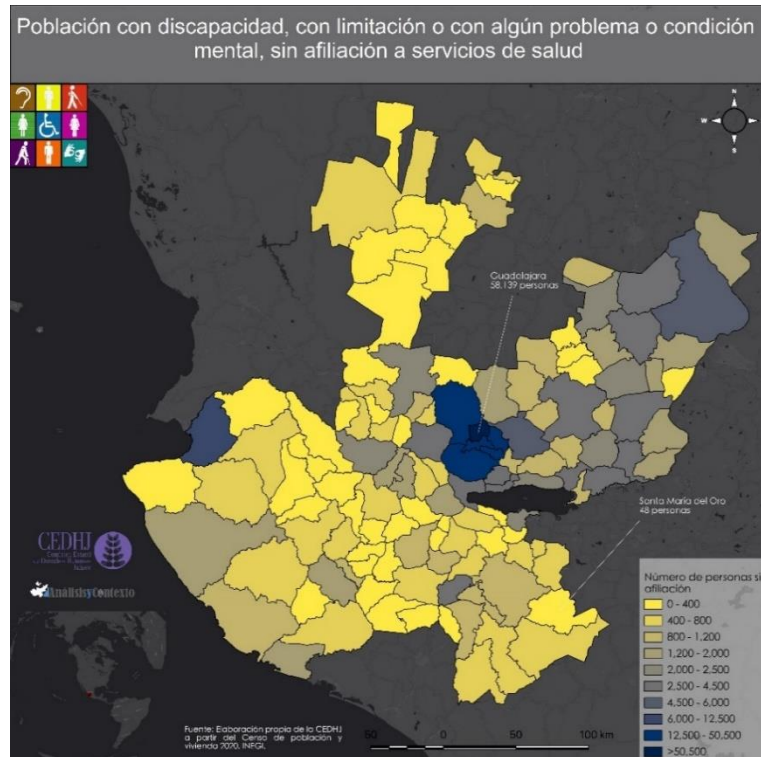 Población con discapacidad, con limitación o con algún problema o condición
mental, sin afiliación a servicios de salud
N
W
S
Guadalajara
58,139 personas
Santa María del Oro
48 personas
CEDHJ
AnálisisyContexto
Número de personas si
afiliación
0 - 400
400 - 800
800 - 1,200
1,200 - 2,000
2,000 - 2,500
2,500 - 4,500
4,500 - 6,000
6,000 - 12,500
12,500 - 50,500
>50,500
Fuente: Elaboración propia de la CEDHJ
a partir del Censo de población y
vivienda 2020, INEGI.
50
0
50
100 km